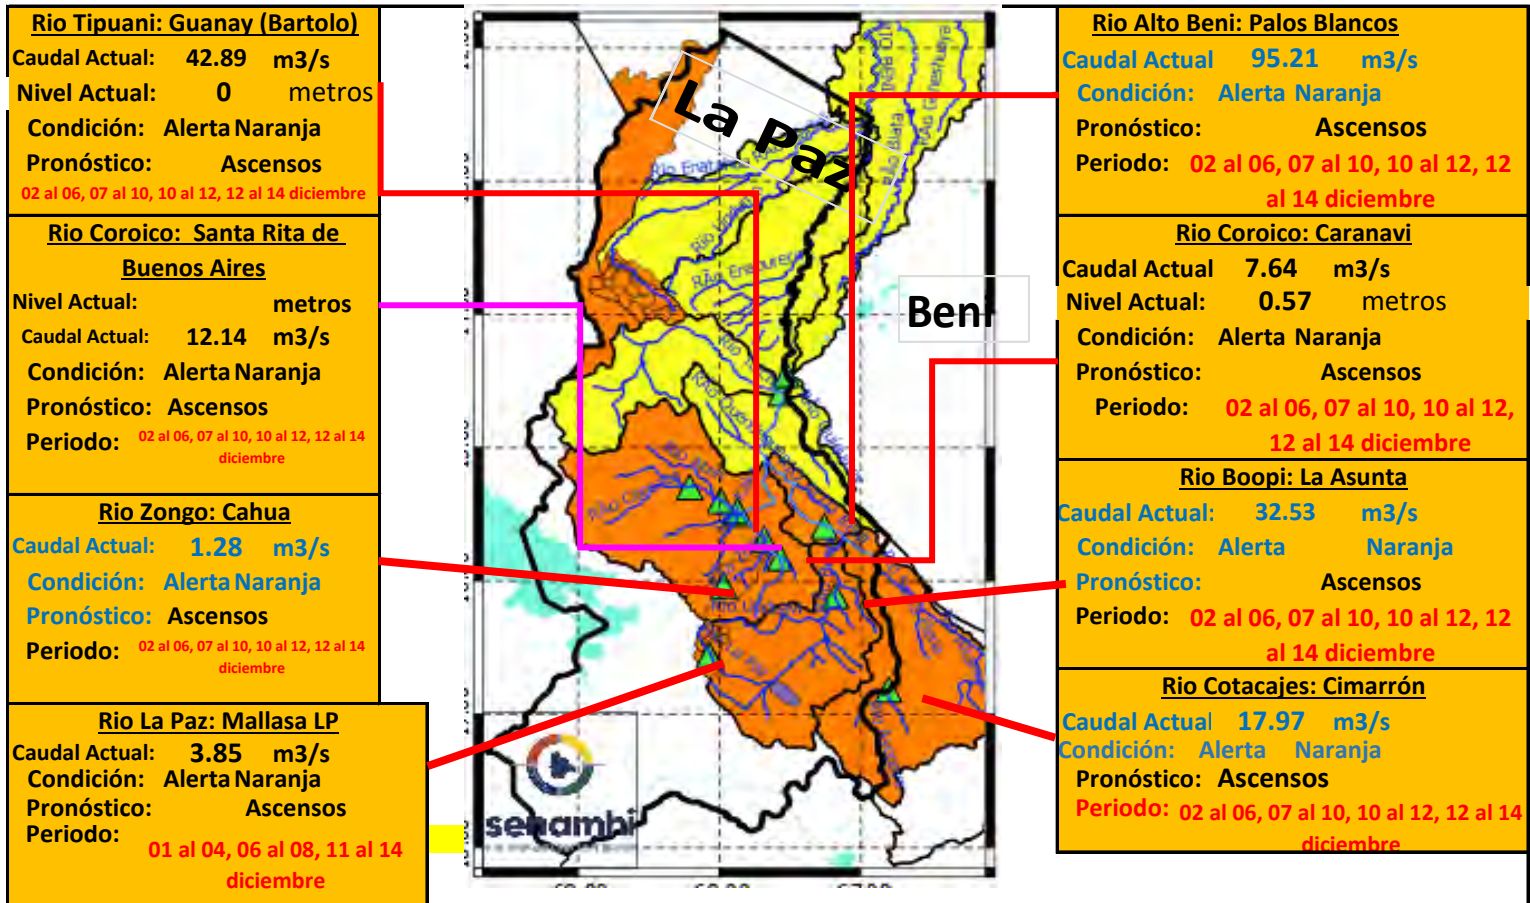 Rio Tipuani: Guanay (Bartolo)
Caudal Actual: 42.89 m3/s
Nivel Actual: 0 metros
Condición: Alerta Naranja
Pronóstico: Ascensos
02 al 06, 07 al 10, 10 al 12, 12 al 14 diciembre
Rio Coroico: Santa Rita de
Buenos Aires
Nivel Actual: metros
Caudal Actual: 12.14 m3/s
Condición: Alerta Naranja
Pronóstico: Ascensos
Periodo: 02 al 06, 07 al 10, 10 al 12, 12 al 14
diciembre
Rio Zongo: Cahua
Caudal Actual: 1.28 m3/s
Condición: Alerta Naranja
Pronóstico: Ascensos
Periodo: 02 al 06, 07 al 10, 10 al 12, 12 al 14
diciembre
Rio La Paz: Mallasa LP
Caudal Actual: 3.85 m3/s
Condición: Alerta Naranja
Pronóstico: Ascensos
Periodo:
01 al 04, 06 al 08, 11 al 14
diciembre
La Paz
Beni
senamhi
Rio Alto Beni: Palos Blancos
Caudal Actual 95.21 m3/s
Condición: Alerta Naranja
Pronóstico: Ascensos
Periodo: 02 al 06, 07 al 10, 10 al 12, 12
al 14 diciembre
Rio Coroico: Caranavi
Caudal Actual 7.64 m3/s
Nivel Actual: 0.57 metros
Condición: Alerta Naranja
Pronóstico: Ascensos
Periodo: 02 al 06, 07 al 10, 10 al 12,
12 al 14 diciembre
Rio Boopi: La Asunta
Caudal Actual: 32.53 m3/s
Condición: Alerta Naranja
Pronóstico: Ascensos
Periodo: 02 al 06, 07 al 10, 10 al 12, 12
al 14 diciembre
Rio Cotacajes: Cimarrón
Caudal Actual 17.97 m3/s
Condición: Alerta Naranja
Pronóstico: Ascensos
Periodo: 02 al 06, 07 al 10, 10 al 12, 12 al 14
diciembre